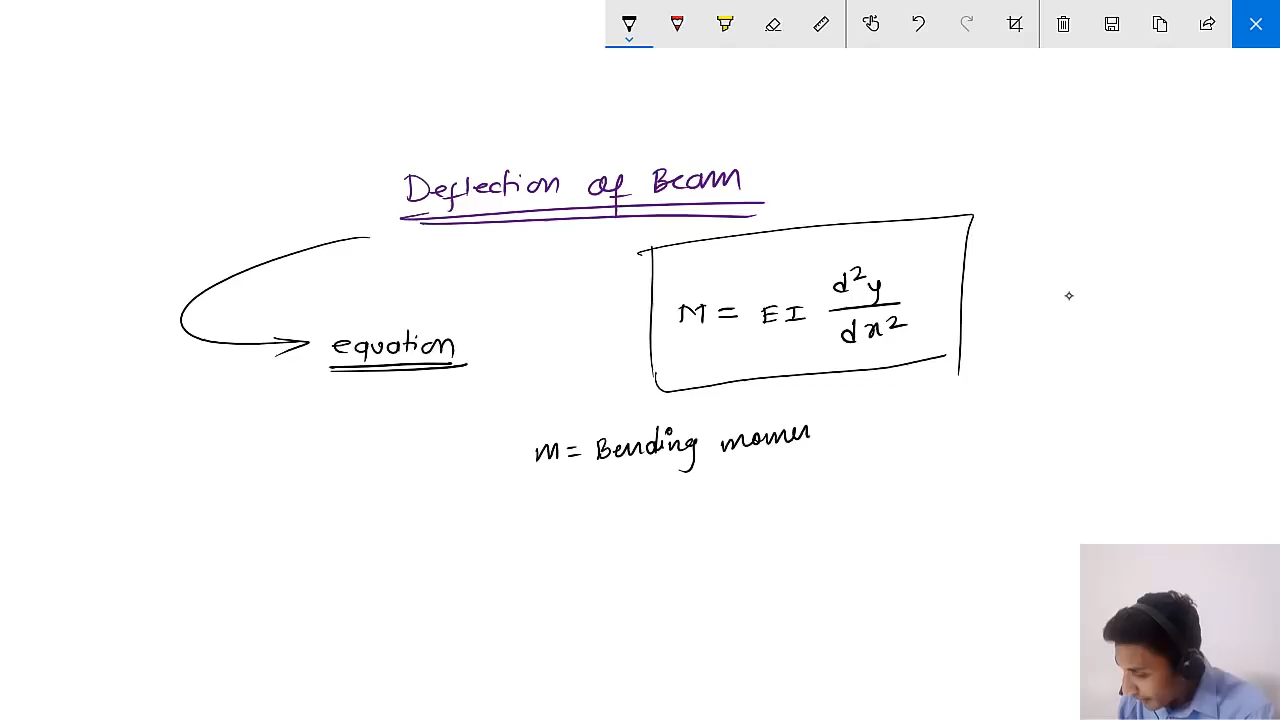 Deflection of Beam
equation
M = EI d²y/dx²
M = Bending momen